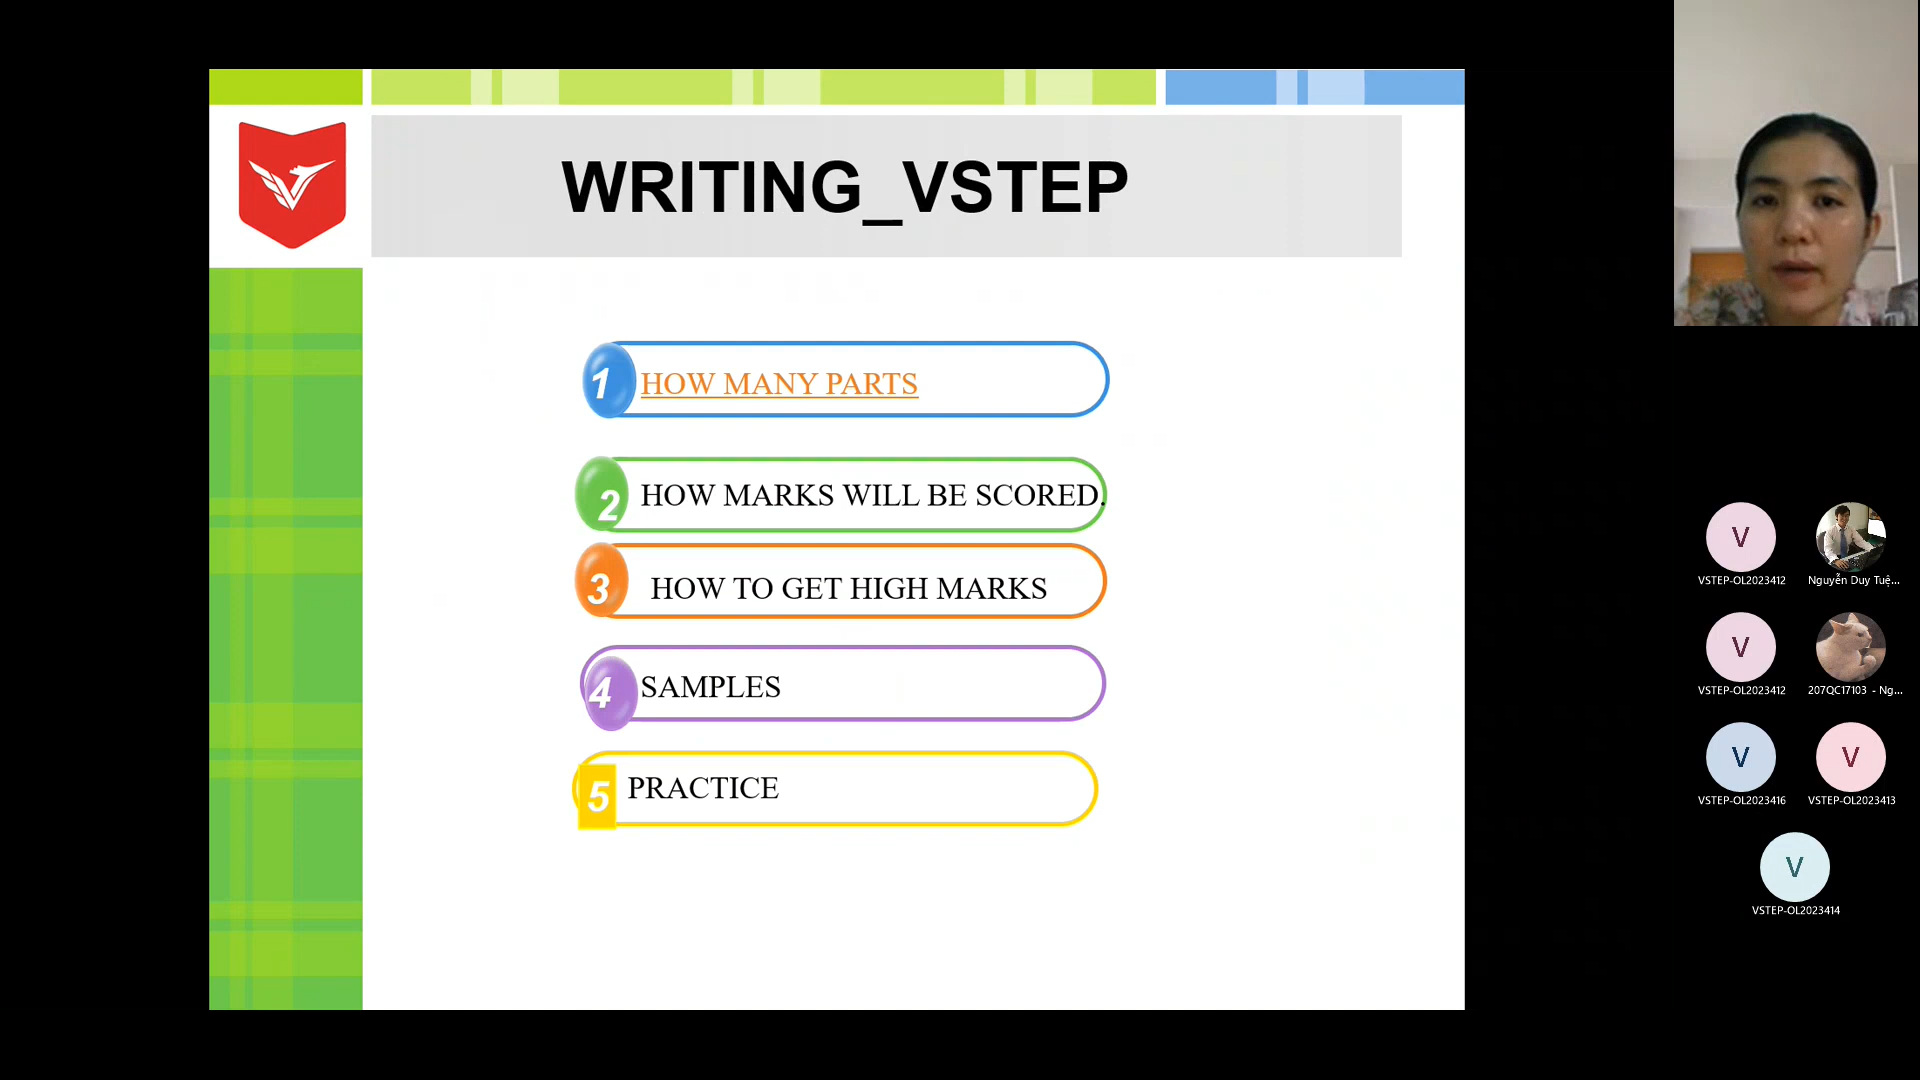 WRITING_VSTEP
1 HOW MANY PARTS
2 HOW MARKS WILL BE SCORED.
3 HOW TO GET HIGH MARKS
4 SAMPLES
5 PRACTICE
V V
VSTEP-OL2023412 Nguyễn Duy Tuệ...
V
VSTEP-OL2023412 207QC17103 - Ng...
V V
VSTEP-OL2023416 VSTEP-OL2023413
V
VSTEP-OL2023414